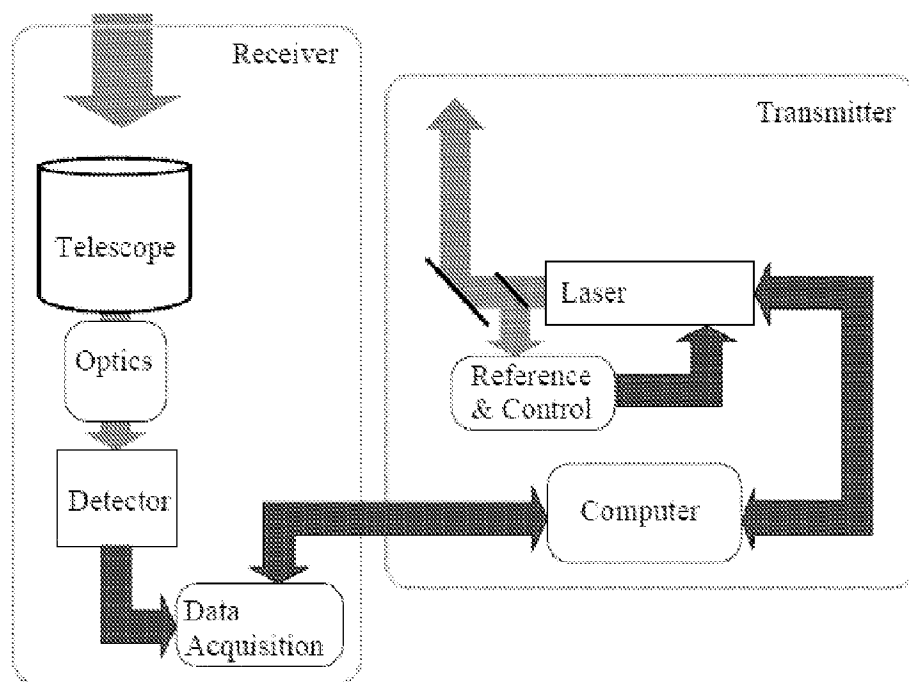 Receiver
Transmitter
Telescope
Laser
Optics
Reference
& Control
Detector
Computer
Data
Acquisition